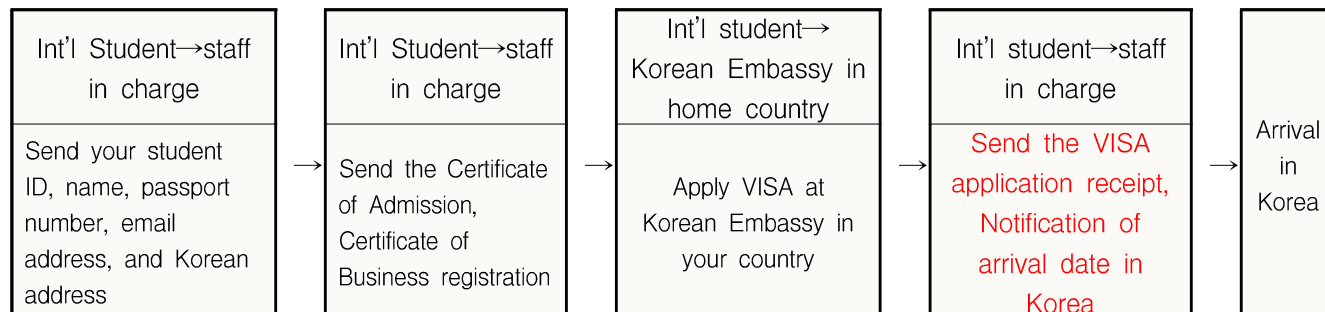 Int'l Student→staff
in charge
Send your student
ID, name, passport
number, email
address, and Korean
address
→
Int'l Student→staff
in charge
Send the Certificate
of Admission,
Certificate of
Business registration
→
Int'l student→
Korean Embassy in
home country
Apply VISA at
Korean Embassy in
your country
→
Int'l student→staff
in charge
Send the VISA
application receipt,
Notification of
arrival date in
Korea
→
Arrival
in
Korea